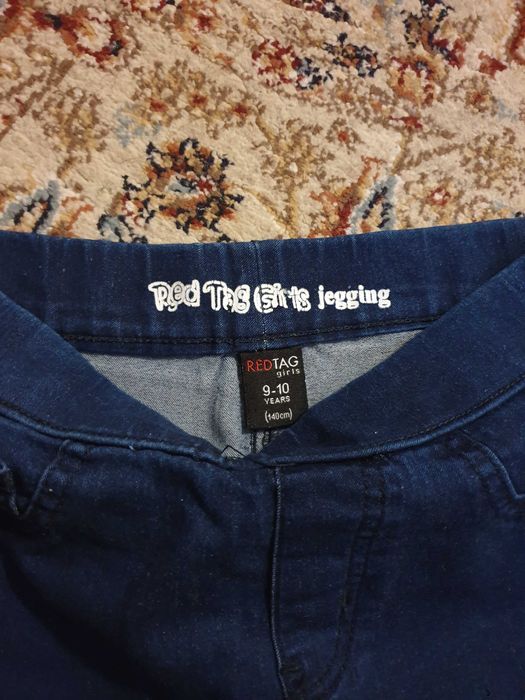 Red Tag Girls jegging
REDTAG
girls
9-10
YEARS
(140cm)